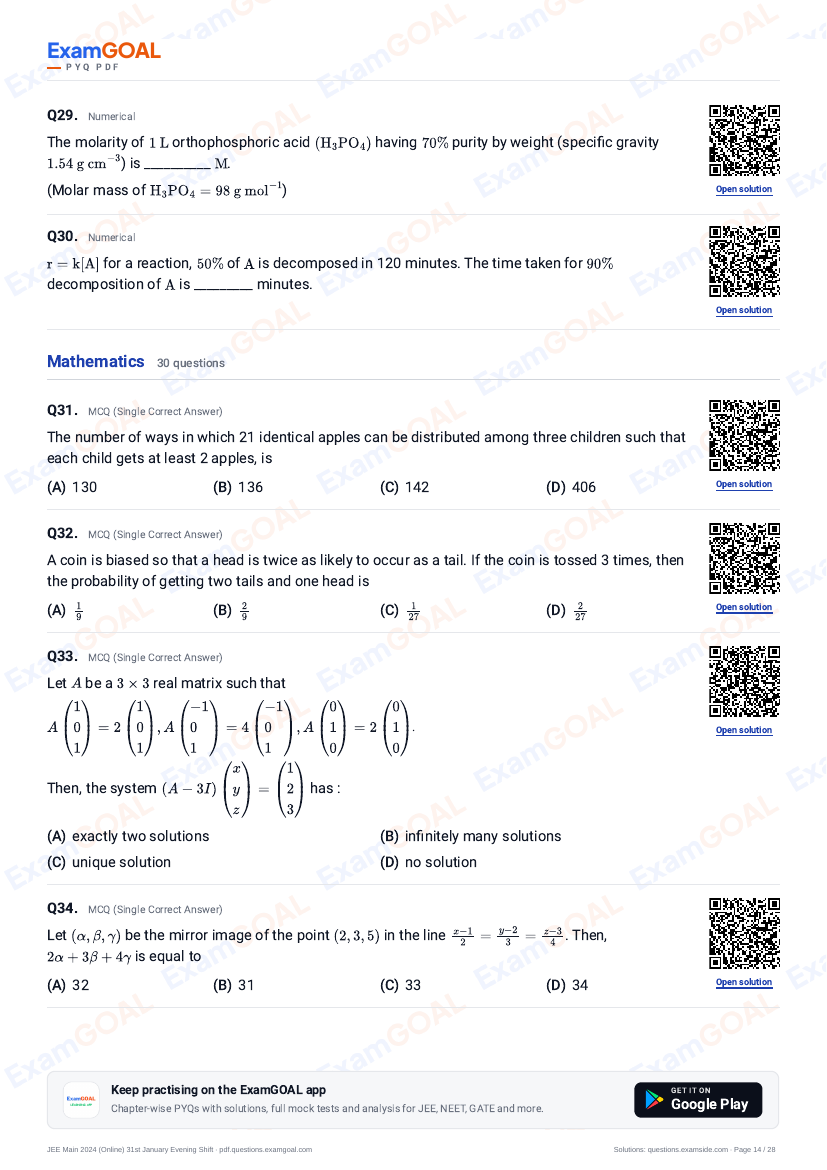 ExamGOAL
PYQ PDF
Q29. Numerical
The molarity of 1 L orthophosphoric acid (H₃PO₄) having 70% purity by weight (specific gravity
1.54 g cm⁻³) is __________ M.
(Molar mass of H₃PO₄ = 98 g mol⁻¹)
Open solution
Q30. Numerical
r = k[A] for a reaction, 50% of A is decomposed in 120 minutes. The time taken for 90%
decomposition of A is _________ minutes.
Open solution
Mathematics 30 questions
Q31. MCQ (Single Correct Answer)
The number of ways in which 21 identical apples can be distributed among three children such that
each child gets at least 2 apples, is
(A) 130 (B) 136 (C) 142 (D) 406
Open solution
Q32. MCQ (Single Correct Answer)
A coin is biased so that a head is twice as likely to occur as a tail. If the coin is tossed 3 times, then
the probability of getting two tails and one head is
(A) 1/9 (B) 2/9 (C) 1/27 (D) 2/27
Open solution
Q33. MCQ (Single Correct Answer)
Let A be a 3 × 3 real matrix such that
A (1 0 1) = 2 (1 0 1), A (−1 0 1) = 4 (−1 0 1), A (0 1 0) = 2 (0 1 0).
Then, the system (A − 3I) (x y z) = (1 2 3) has :
(A) exactly two solutions (B) infinitely many solutions
(C) unique solution (D) no solution
Open solution
Q34. MCQ (Single Correct Answer)
Let (α, β, γ) be the mirror image of the point (2, 3, 5) in the line (x−1)/2 = (y−2)/3 = (z−3)/4. Then,
2α + 3β + 4γ is equal to
(A) 32 (B) 31 (C) 33 (D) 34
Open solution
ExamGOAL
Keep practising on the ExamGOAL app
Chapter-wise PYQs with solutions, full mock tests and analysis for JEE, NEET, GATE and more.
GET IT ON
Google Play
JEE Main 2024 (Online) 31st January Evening Shift · pdf.questions.examgoal.com
Solutions: questions.examside.com · Page 14 / 28